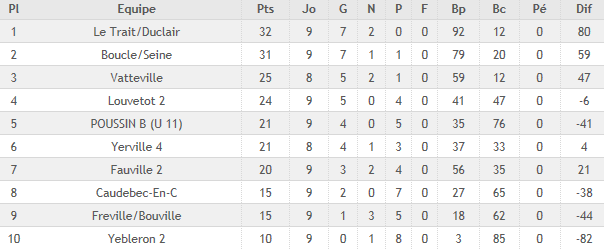 Pl Equipe Pts Jo G N P F Bp Bc Pé Dif
1 Le Trait/Duclair 32 9 7 2 0 0 92 12 0 80
2 Boucle/Seine 31 9 7 1 1 0 79 20 0 59
3 Vatteville 25 8 5 2 1 0 59 12 0 47
4 Louvetot 2 24 9 5 0 4 0 41 47 0 -6
5 POUSSIN B (U 11) 21 9 4 0 5 0 35 76 0 -41
6 Yerville 4 21 8 4 1 3 0 37 33 0 4
7 Fauville 2 20 9 3 2 4 0 56 35 0 21
8 Caudebec-En-C 15 9 2 0 7 0 27 65 0 -38
9 Freville/Bouville 15 9 1 3 5 0 18 62 0 -44
10 Yebleron 2 10 9 0 1 8 0 3 85 0 -82